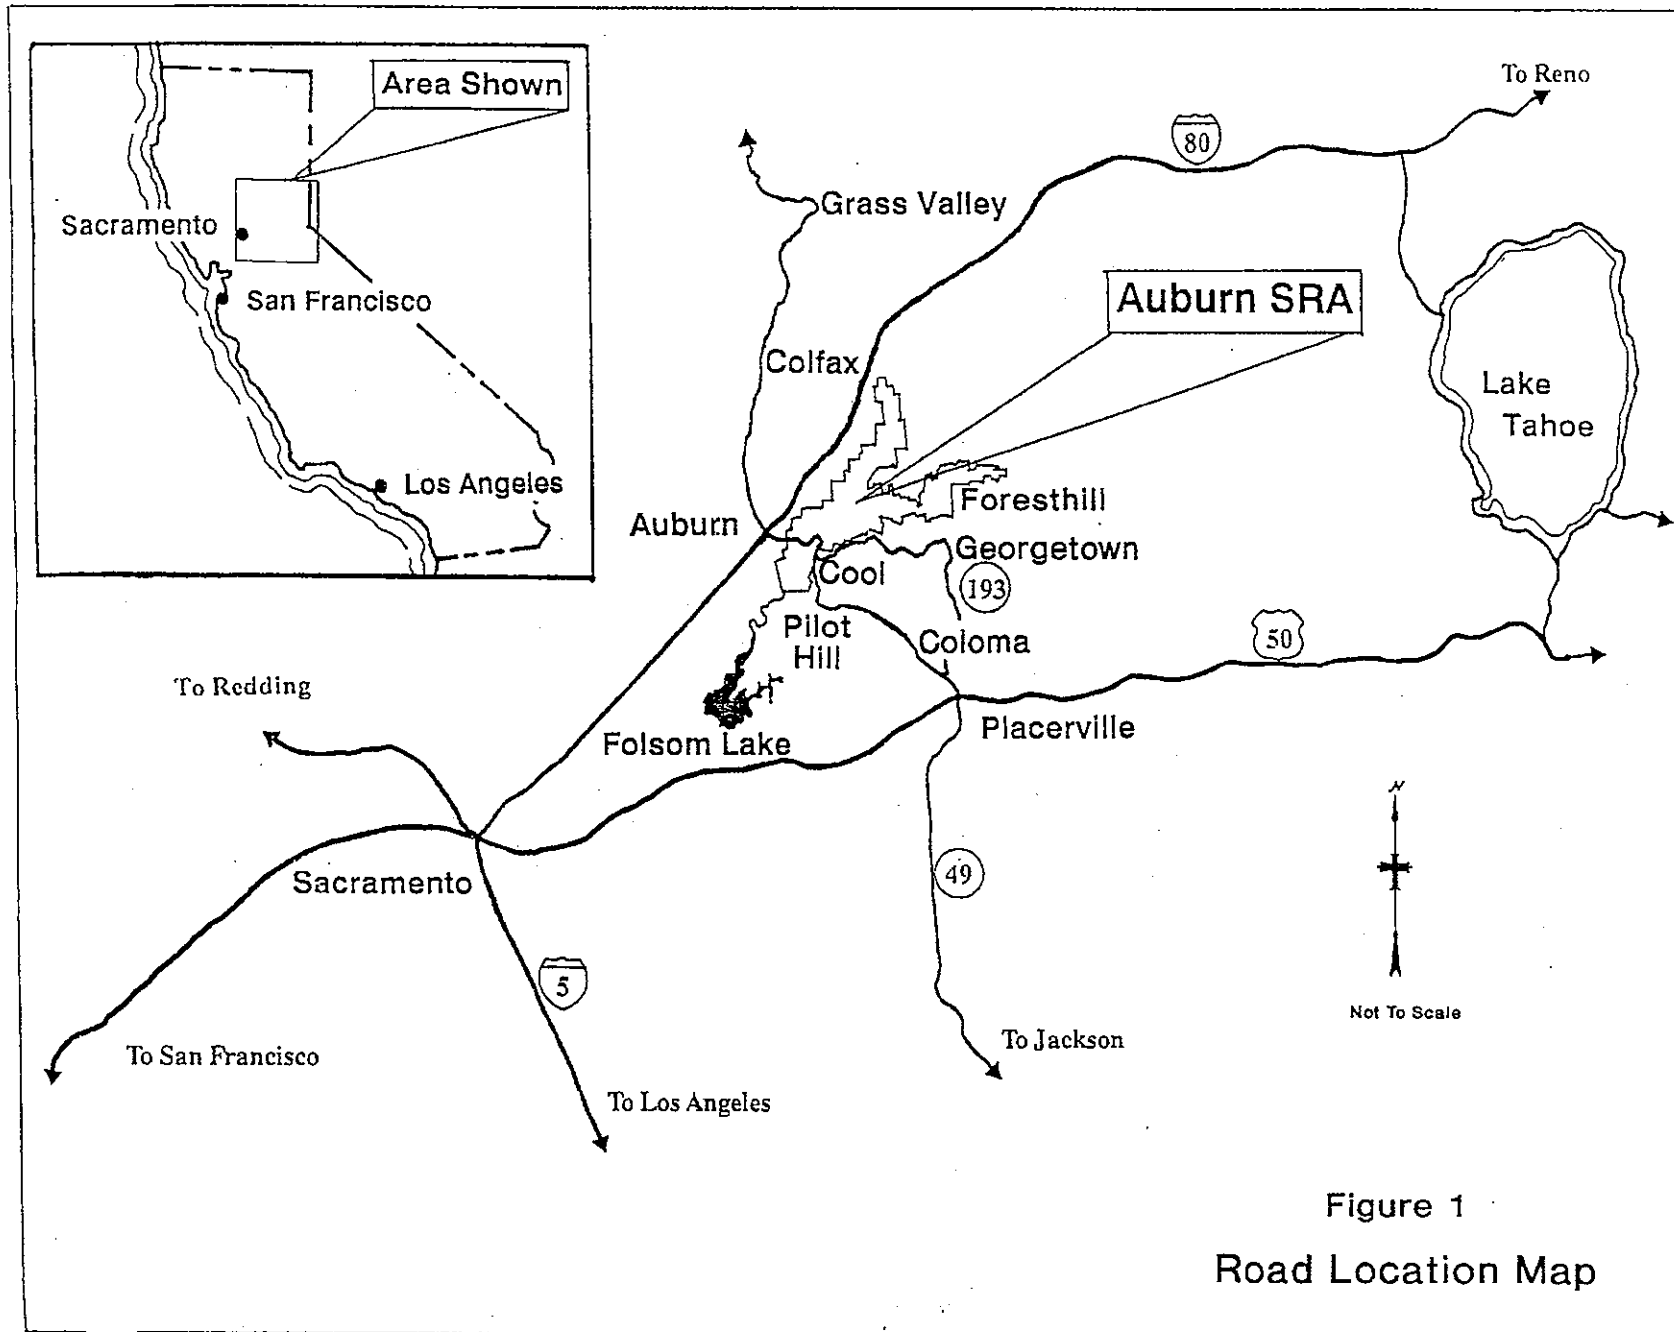 Area Shown
Sacramento
San Francisco
Los Angeles
To Reno
80
Grass Valley
Auburn SRA
Colfax
Lake
Tahoe
Foresthill
Auburn
Georgetown
Cool
193
Pilot
Hill
Coloma
50
To Redding
Placerville
Folsom Lake
N
Sacramento
49
5
Not To Scale
To San Francisco
To Jackson
To Los Angeles
Figure 1
Road Location Map